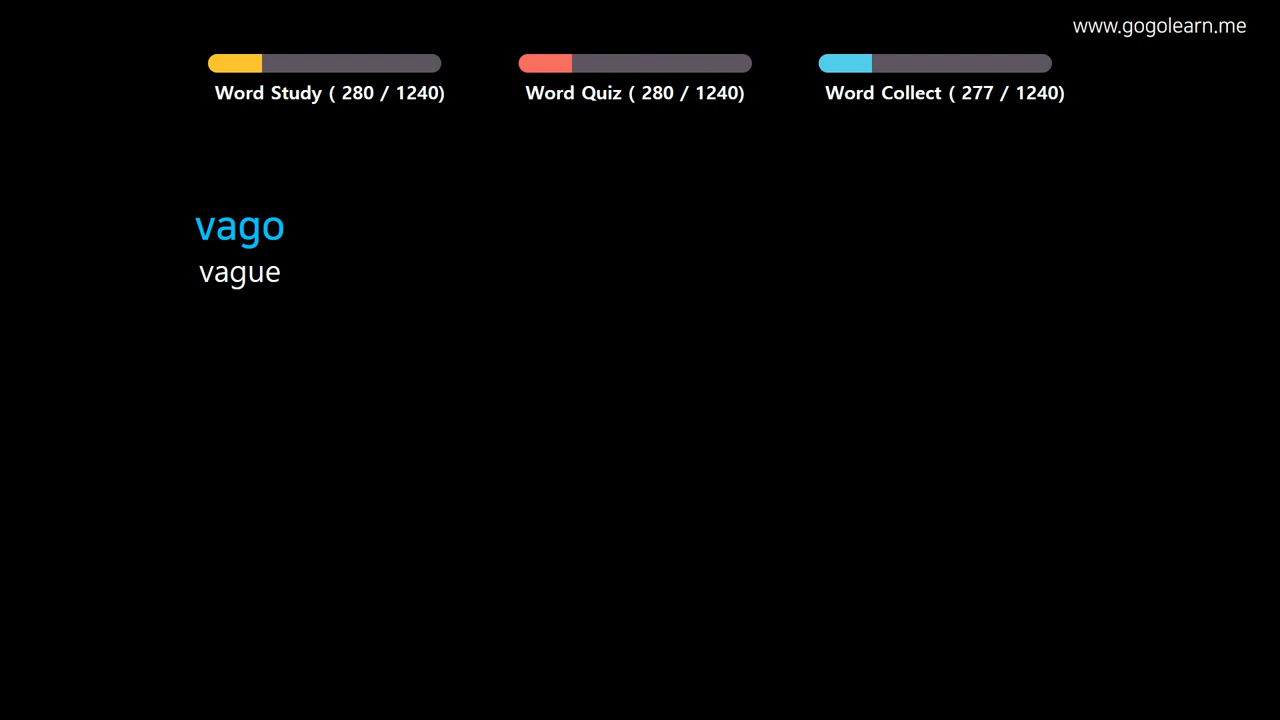 www.gogolearn.me
Word Study ( 280 / 1240)
Word Quiz ( 280 / 1240)
Word Collect ( 277 / 1240)
vago
vague